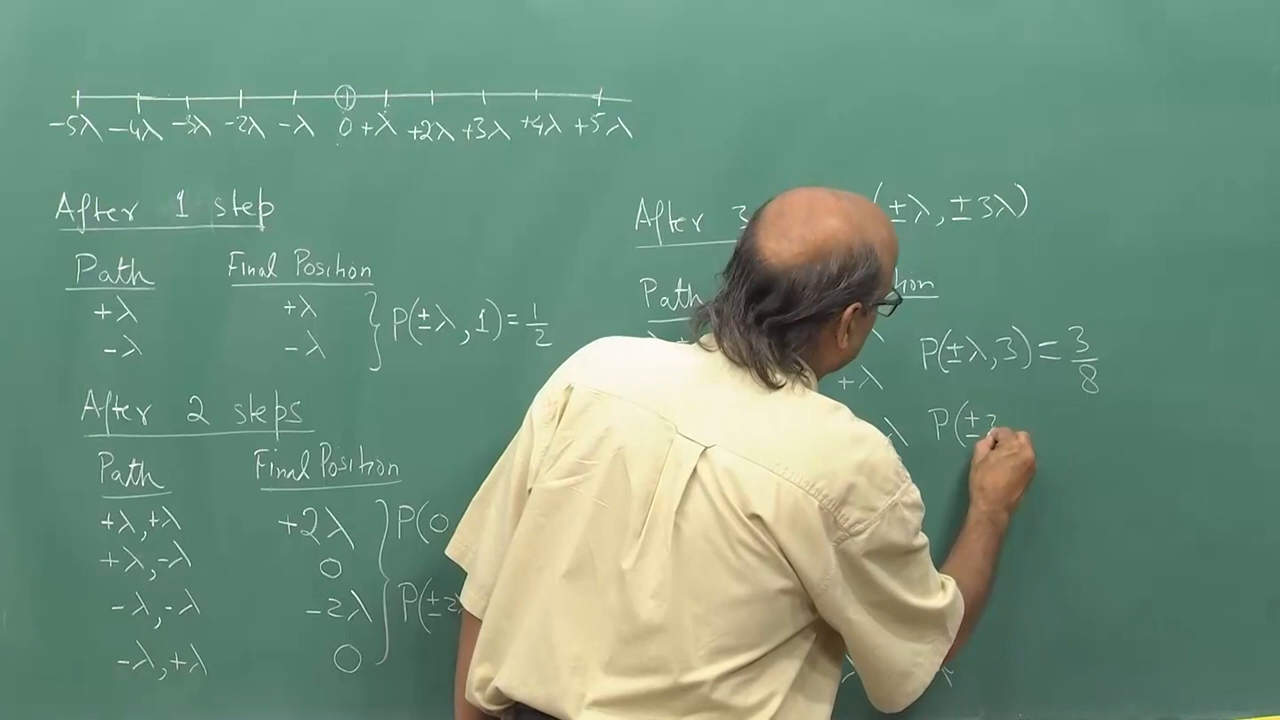 -5λ -4λ -3λ -2λ -λ 0 +λ +2λ +3λ +4λ +5λ
After 1 step
Path Final Position
+λ +λ
-λ -λ
P(±λ,1)=1/2
After 2 steps
Path Final Position
+λ,+λ +2λ
+λ,-λ 0
-λ,-λ -2λ
-λ,+λ 0
P(0
P(±2
After 3 (±λ,±3λ)
Path
+λ
P(±λ,3)=3/8
λ
P(±3